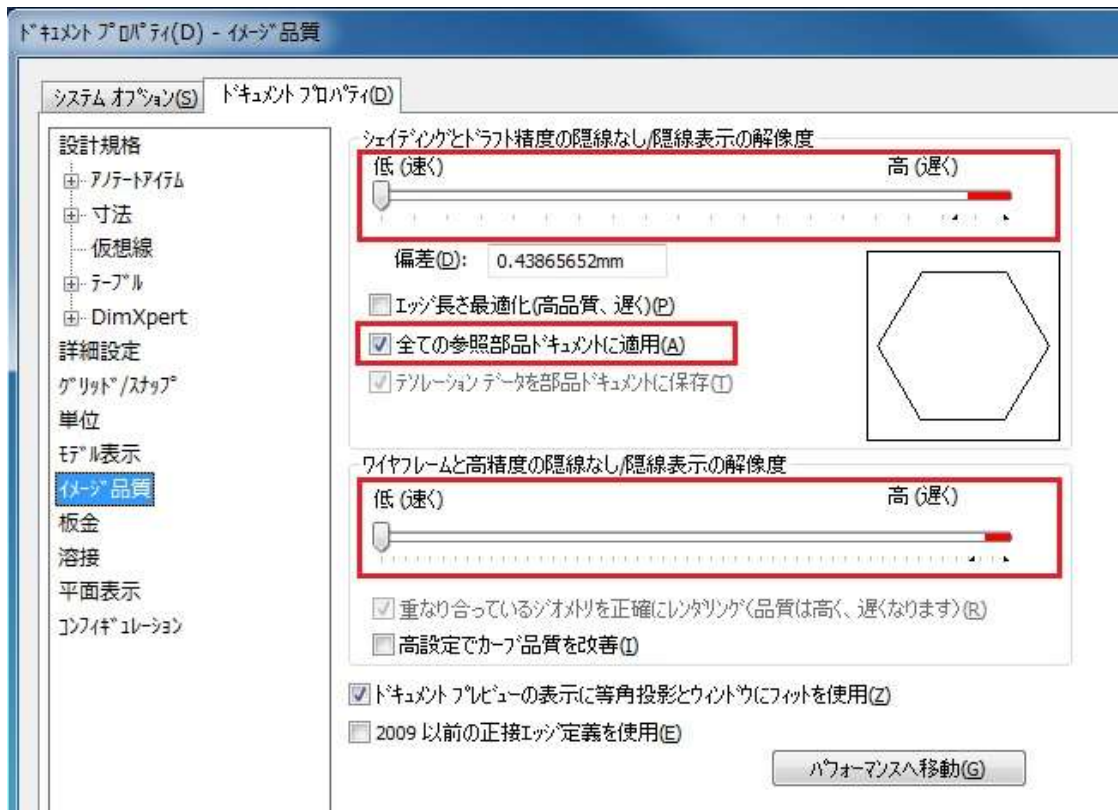 ﾄﾞｷｭﾒﾝﾄ ﾌﾟﾛﾊﾟﾃｨ(D) - ｲﾒｰｼﾞ品質
ｼｽﾃﾑ ｵﾌﾟｼｮﾝ(S)
ﾄﾞｷｭﾒﾝﾄ ﾌﾟﾛﾊﾟﾃｨ(D)
設計規格
ｱﾉﾃｰﾄｱｲﾃﾑ
寸法
仮想線
ﾃｰﾌﾞﾙ
DimXpert
詳細設定
ｸﾞﾘｯﾄﾞ/ｽﾅｯﾌﾟ
単位
ﾓﾃﾞﾙ表示
ｲﾒｰｼﾞ品質
板金
溶接
平面表示
ｺﾝﾌｨｷﾞｭﾚｰｼｮﾝ
ｼｪｲﾃﾞｨﾝｸﾞとﾄﾞﾗﾌﾄ精度の隠線なし/隠線表示の解像度
低 (速く) 高 (遅く)
偏差(D): 0.43865652mm
ｴｯｼﾞ長さ最適化(高品質、遅く)(P)
全ての参照部品ﾄﾞｷｭﾒﾝﾄに適用(A)
ﾃｿﾚｰｼｮﾝ ﾃﾞｰﾀを部品ﾄﾞｷｭﾒﾝﾄに保存(T)
ﾜｲﾔﾌﾚｰﾑと高精度の隠線なし/隠線表示の解像度
低 (速く) 高 (遅く)
重なり合っているｼﾞｵﾒﾄﾘを正確にﾚﾝﾀﾞﾘﾝｸﾞ(品質は高く、遅くなります)(R)
高設定でｶｰﾌﾞ品質を改善(I)
ﾄﾞｷｭﾒﾝﾄ ﾌﾟﾚﾋﾞｭｰの表示に等角投影とｳｨﾝﾄﾞｳにﾌｨｯﾄを使用(Z)
2009 以前の正接ｴｯｼﾞ定義を使用(E)
ﾊﾟﾌｫｰﾏﾝｽへ移動(G)